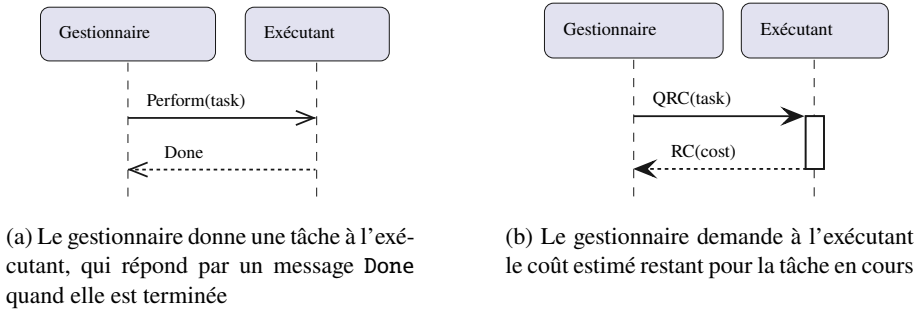 Gestionnaire Exécutant
Perform(task)
Done
(a) Le gestionnaire donne une tâche à l'exé-
cutant, qui répond par un message Done
quand elle est terminée
Gestionnaire Exécutant
QRC(task)
RC(cost)
(b) Le gestionnaire demande à l'exécutant
le coût estimé restant pour la tâche en cours